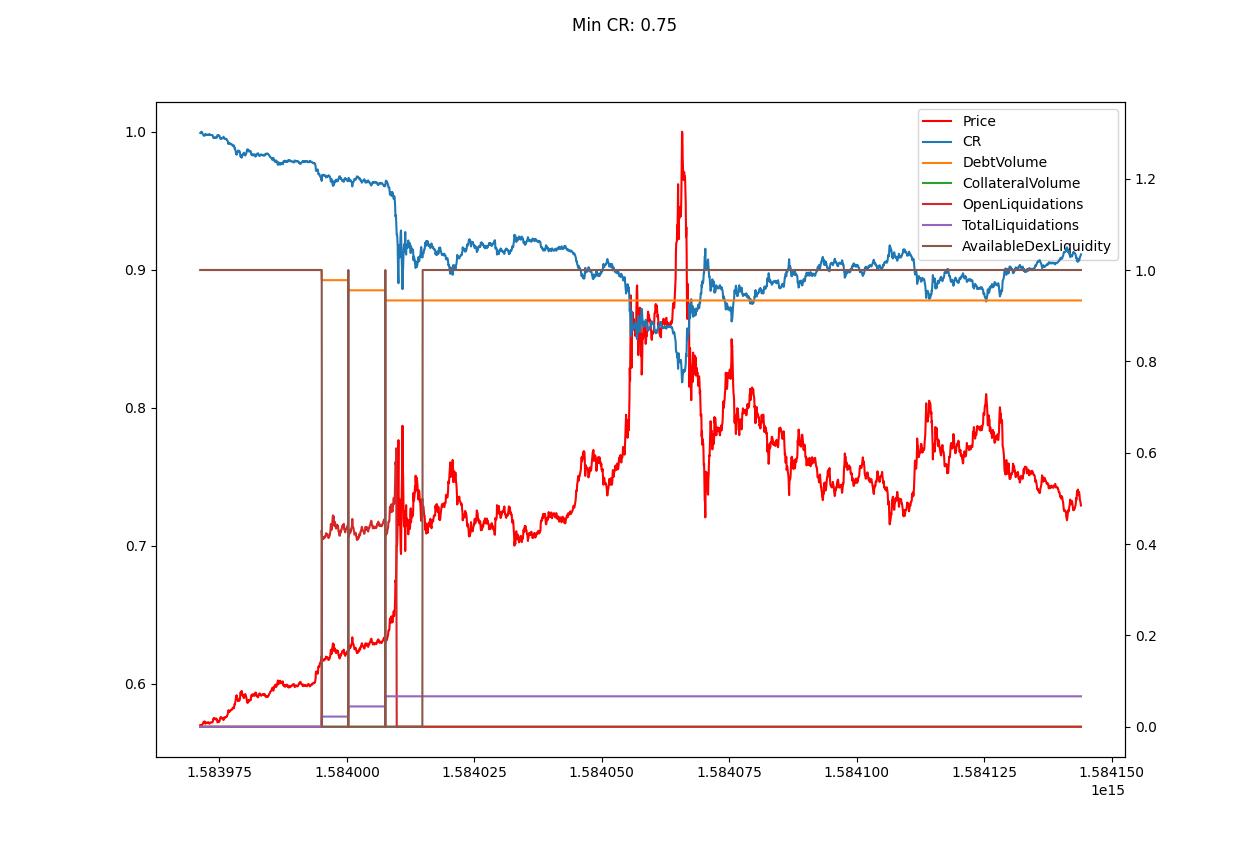 Min CR: 0.75
Price
CR
DebtVolume
CollateralVolume
OpenLiquidations
TotalLiquidations
AvailableDexLiquidity
1.0
0.9
0.8
0.7
0.6
1.2
1.0
0.8
0.6
0.4
0.2
0.0
1.583975 1.584000 1.584025 1.584050 1.584075 1.584100 1.584125 1.584150
1e15